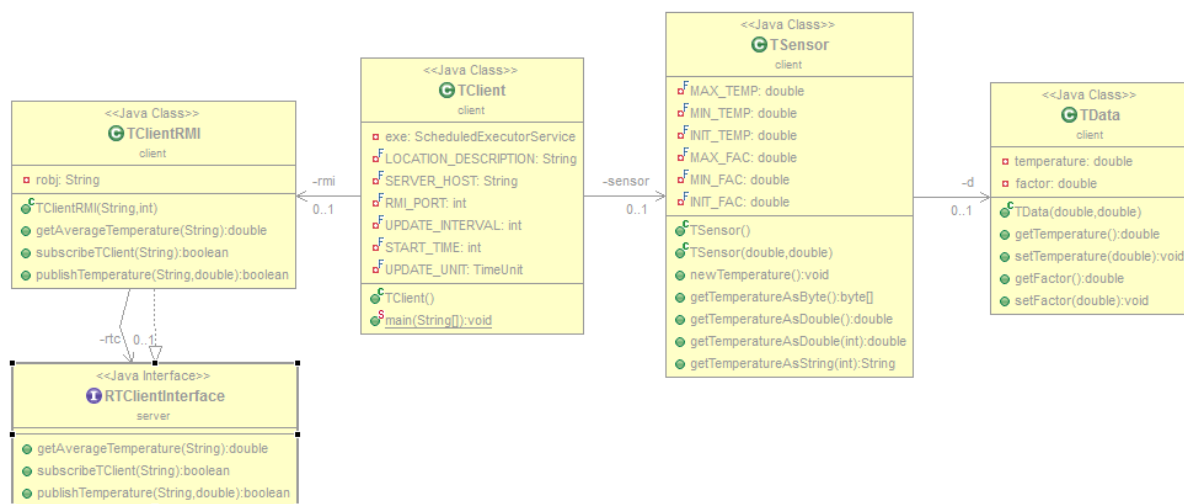 <<Java Class>>
TClientRMI
client
robj: String
TClientRMI(String,int)
getAverageTemperature(String):double
subscribeTClient(String):boolean
publishTemperature(String,double):boolean
-rmi
0..1
<<Java Class>>
TClient
client
exe: ScheduledExecutorService
LOCATION_DESCRIPTION: String
SERVER_HOST: String
RMI_PORT: int
UPDATE_INTERVAL: int
START_TIME: int
UPDATE_UNIT: TimeUnit
TClient()
main(String[]):void
-sensor
0..1
<<Java Class>>
TSensor
client
MAX_TEMP: double
MIN_TEMP: double
INIT_TEMP: double
MAX_FAC: double
MIN_FAC: double
INIT_FAC: double
TSensor()
TSensor(double,double)
newTemperature():void
getTemperatureAsByte():byte[]
getTemperatureAsDouble():double
getTemperatureAsDouble(int):double
getTemperatureAsString(int):String
-d
0..1
<<Java Class>>
TData
client
temperature: double
factor: double
TData(double,double)
getTemperature():double
setTemperature(double):void
getFactor():double
setFactor(double):void
-rtc
0..1
<<Java Interface>>
RTClientInterface
server
getAverageTemperature(String):double
subscribeTClient(String):boolean
publishTemperature(String,double):boolean